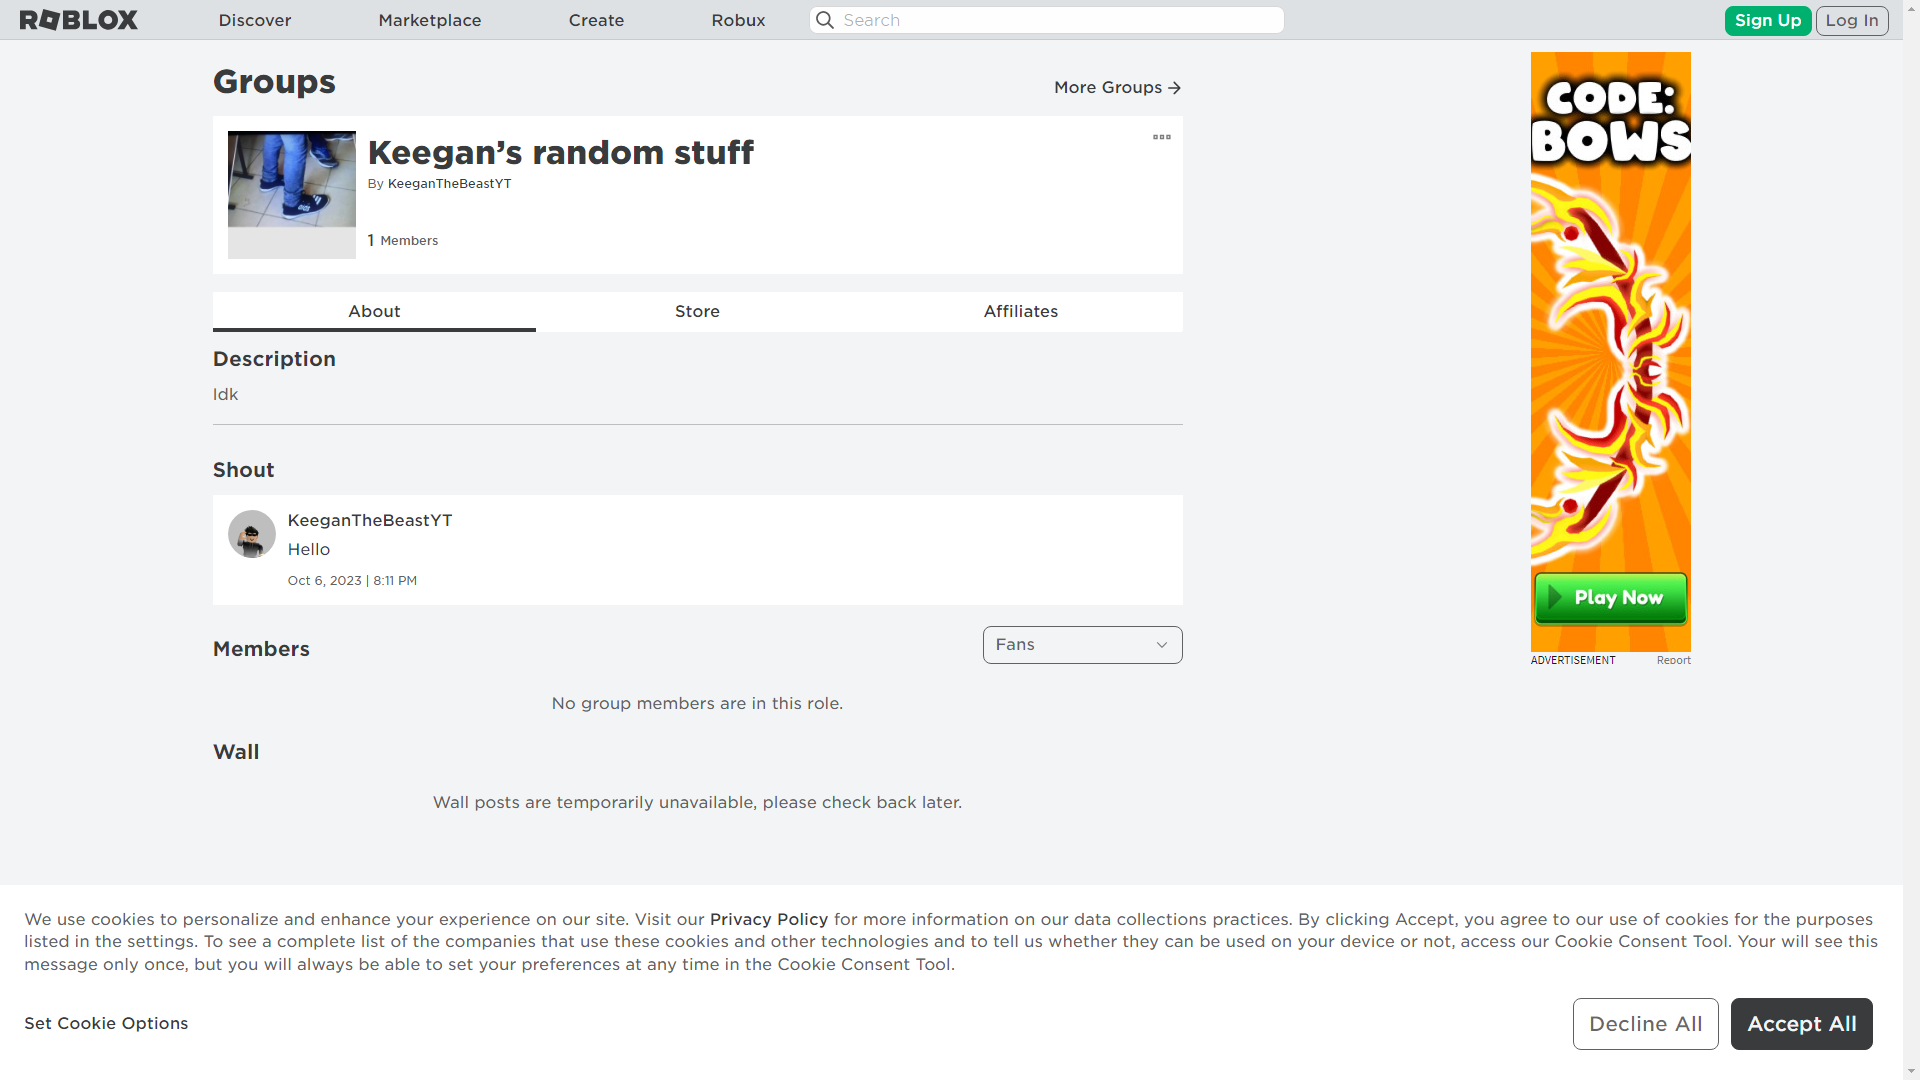 ROBLOX
Discover
Marketplace
Create
Robux
Search
Sign Up
Log In
Groups
More Groups
Keegan’s random stuff
By KeeganTheBeastYT
1 Members
About
Store
Affiliates
Description
Idk
Shout
KeeganTheBeastYT
Hello
Oct 6, 2023 | 8:11 PM
Members
Fans
No group members are in this role.
Wall
Wall posts are temporarily unavailable, please check back later.
CODE:
BOWS
Play Now
ADVERTISEMENT
Report
We use cookies to personalize and enhance your experience on our site. Visit our Privacy Policy for more information on our data collections practices. By clicking Accept, you agree to our use of cookies for the purposes
listed in the settings. To see a complete list of the companies that use these cookies and other technologies and to tell us whether they can be used on your device or not, access our Cookie Consent Tool. Your will see this
message only once, but you will always be able to set your preferences at any time in the Cookie Consent Tool.
Set Cookie Options
Decline All
Accept All